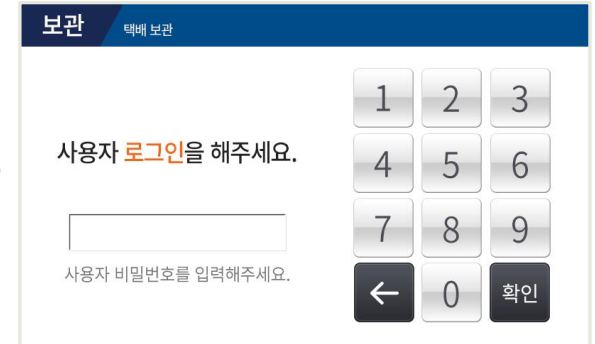 보관 택배 보관
사용자 로그인을 해주세요.
사용자 비밀번호를 입력해주세요.
1 2 3
4 5 6
7 8 9
← 0 확인